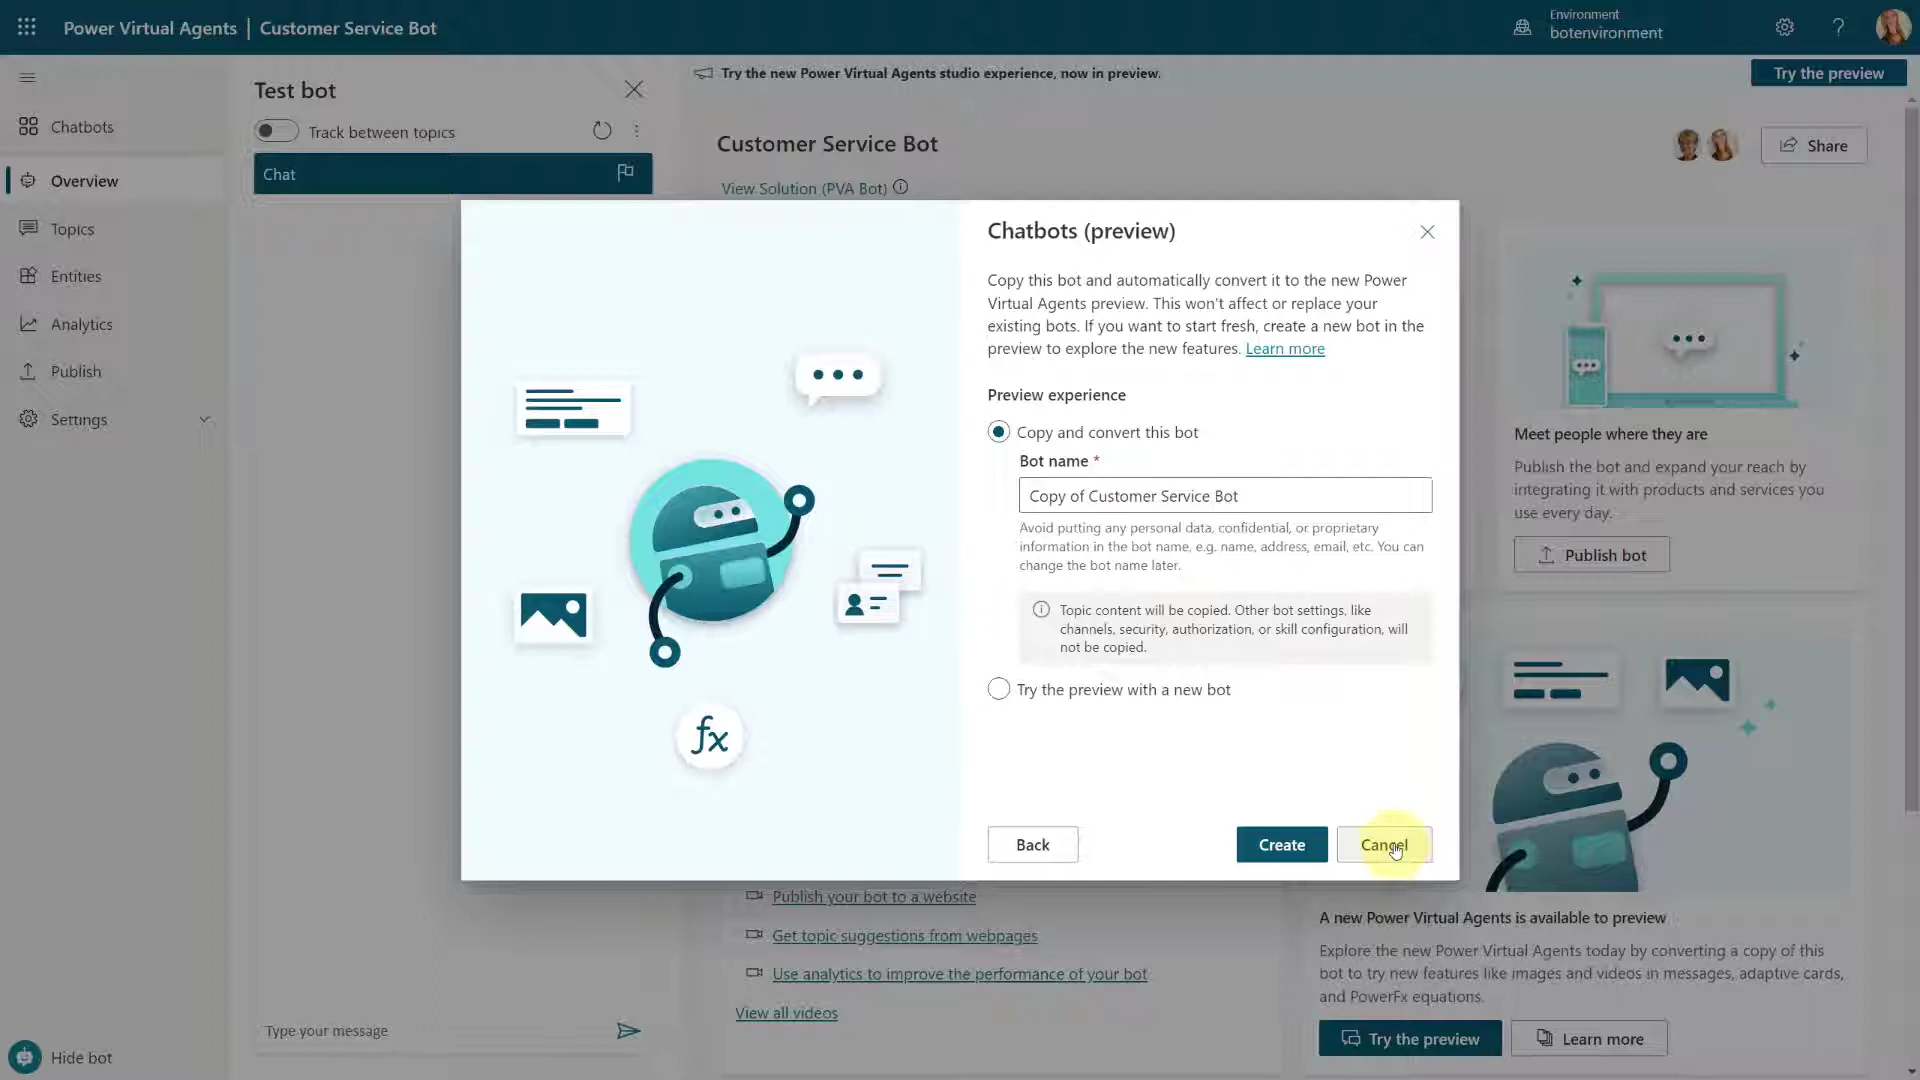 Power Virtual Agents | Customer Service Bot
Environment
botenvironment
?
Chatbots
Overview
Topics
Entities
Analytics
Publish
Settings
Hide bot
Test bot
Track between topics
Chat
Type your message
Try the new Power Virtual Agents studio experience, now in preview.
Try the preview
Customer Service Bot
Share
View Solution (PVA Bot)
Chatbots (preview)
Copy this bot and automatically convert it to the new Power
Virtual Agents preview. This won't affect or replace your
existing bots. If you want to start fresh, create a new bot in the
preview to explore the new features. Learn more
Preview experience
Copy and convert this bot
Bot name *
Copy of Customer Service Bot
Avoid putting any personal data, confidential, or proprietary
information in the bot name, e.g. name, address, email, etc. You can
change the bot name later.
Topic content will be copied. Other bot settings, like
channels, security, authorization, or skill configuration, will
not be copied.
Try the preview with a new bot
Back
Create
Cancel
fx
Meet people where they are
Publish the bot and expand your reach by
integrating it with products and services you
use every day.
Publish bot
Publish your bot to a website
Get topic suggestions from webpages
Use analytics to improve the performance of your bot
View all videos
A new Power Virtual Agents is available to preview
Explore the new Power Virtual Agents today by converting a copy of this
bot to try new features like images and videos in messages, adaptive cards,
and PowerFx equations.
Try the preview
Learn more